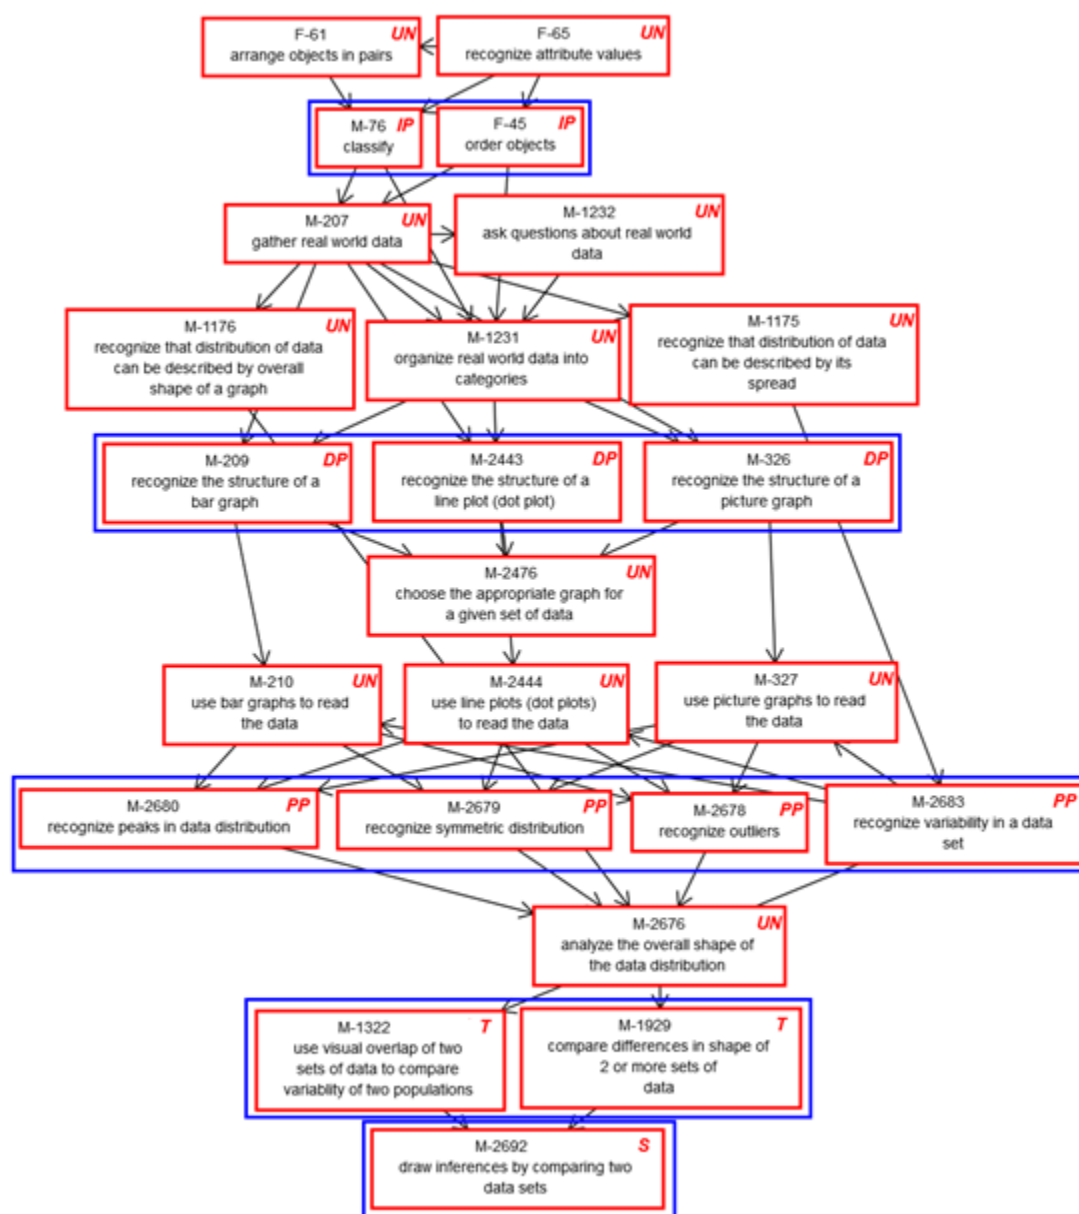 F-61 UN
arrange objects in pairs
F-65 UN
recognize attribute values
M-76 IP
classify
F-45 IP
order objects
M-207 UN
gather real world data
M-1232 UN
ask questions about real world
data
M-1176 UN
recognize that distribution of data
can be described by overall
shape of a graph
M-1231 UN
organize real world data into
categories
M-1175 UN
recognize that distribution of data
can be described by its
spread
M-209 DP
recognize the structure of a
bar graph
M-2443 DP
recognize the structure of a
line plot (dot plot)
M-326 DP
recognize the structure of a
picture graph
M-2476 UN
choose the appropriate graph for
a given set of data
M-210 UN
use bar graphs to read
the data
M-2444 UN
use line plots (dot plots)
to read the data
M-327 UN
use picture graphs to read
the data
M-2680 PP
recognize peaks in data distribution
M-2679 PP
recognize symmetric distribution
M-2678 PP
recognize outliers
M-2683 PP
recognize variability in a data
set
M-2676 UN
analyze the overall shape of
the data distribution
M-1322 T
use visual overlap of two
sets of data to compare
variablity of two populations
M-1929 T
compare differences in shape of
2 or more sets of
data
M-2692 S
draw inferences by comparing two
data sets